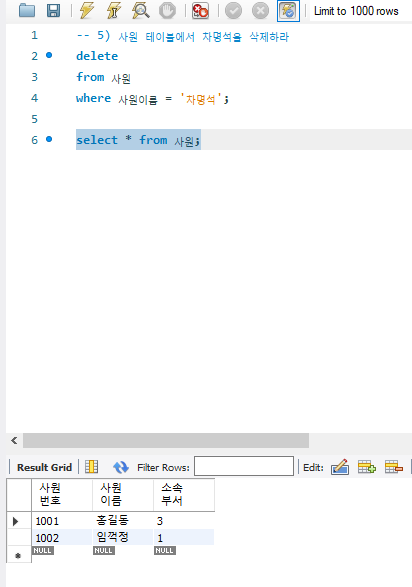 Limit to 1000 rows
1 -- 5) 사원 테이블에서 차명석을 삭제하라
2 delete
3 from 사원
4 where 사원이름 = '차명석';
5
6 select * from 사원;
Result Grid Filter Rows: Edit:
사원 사원 소속
번호 이름 부서
1001 홍길동 3
1002 임꺽정 1
NULL NULL NULL